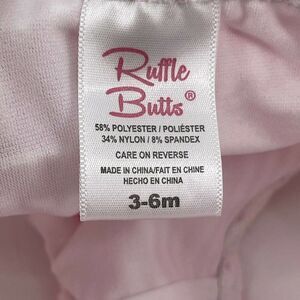 Ruffle
Butts®
58% POLYESTER / POLIÉSTER
34% NYLON / 8% SPANDEX
CARE ON REVERSE
MADE IN CHINA/FAIT EN CHINE
HECHO EN CHINA
3-6m